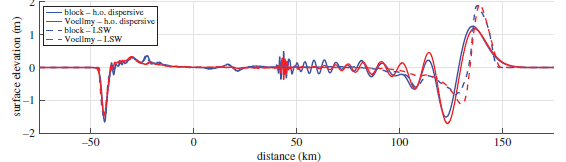 2
block – h.o. dispersive
Voellmy – h.o. dispersive
block – LSW
Voellmy – LSW
1
0
−1
−2
surface elevation (m)
−50
0
50
100
150
distance (km)